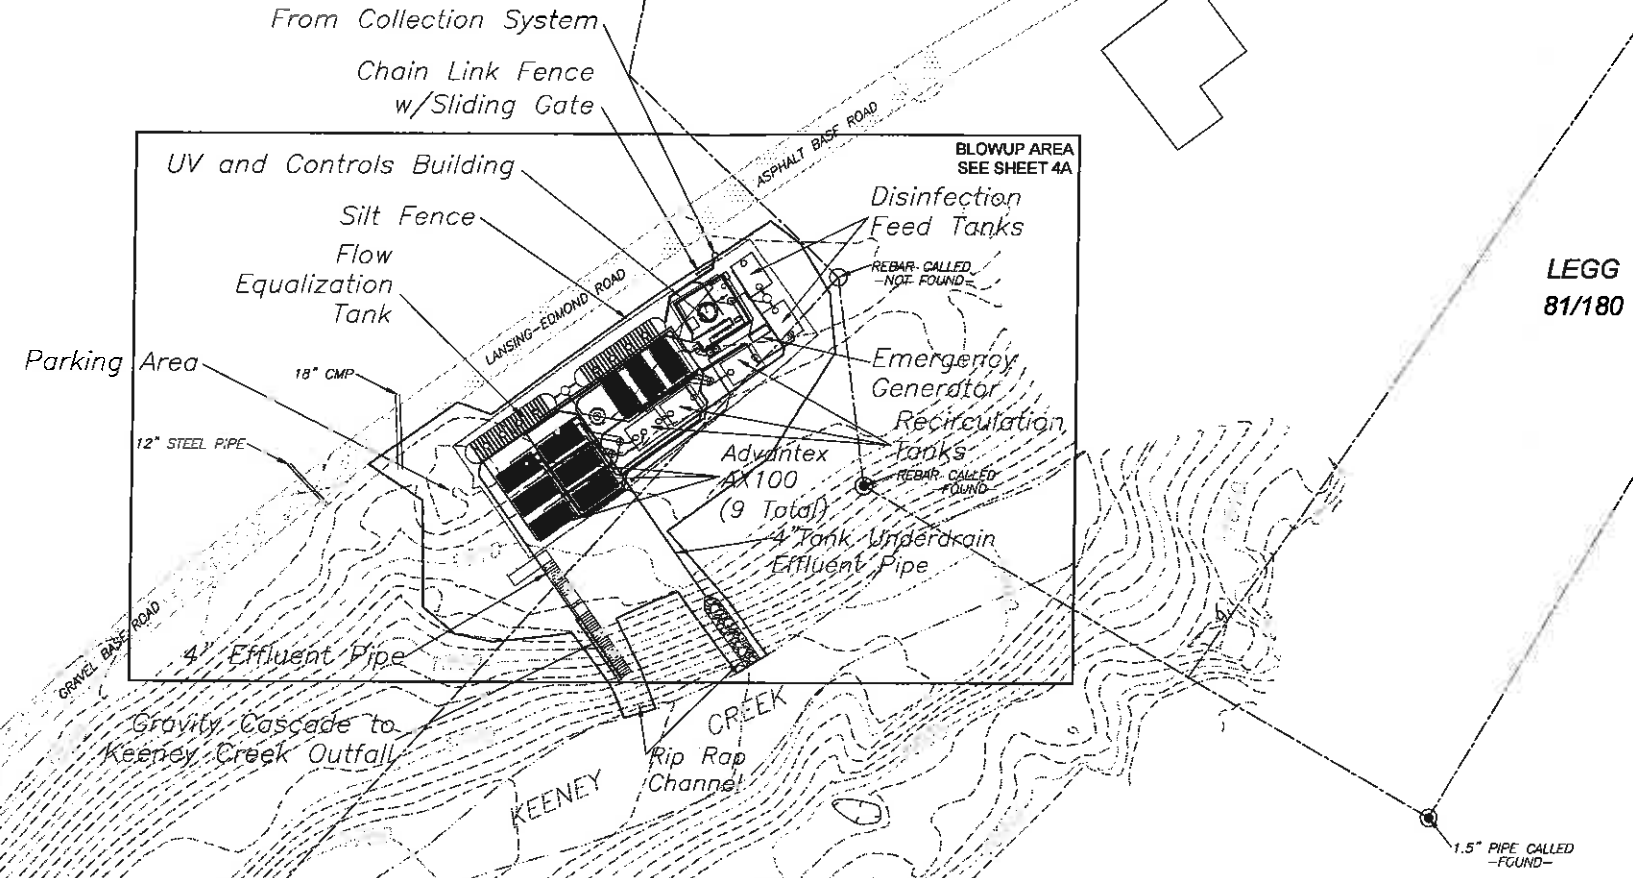 From Collection System
Chain Link Fence
w/Sliding Gate
BLOWUP AREA
SEE SHEET 4A
ASPHALT BASE ROAD
UV and Controls Building
Disinfection
Feed Tanks
Silt Fence
Flow
Equalization
Tank
REBAR CALLED
-NOT FOUND-
LEGG
81/180
LANSING-EDMOND ROAD
Parking Area
18" CMP
Emergency
Generator
Recirculation
Tanks
12" STEEL PIPE
Advantex
AX100
(9 Total)
REBAR CALLED
-FOUND-
4" Tank Underdrain
Effluent Pipe
GRAVEL BASE ROAD
4" Effluent Pipe
Gravity Cascade to
Keeney Creek Outfall
Rip Rap
Channel
KEENEY CREEK
1.5" PIPE CALLED
-FOUND-